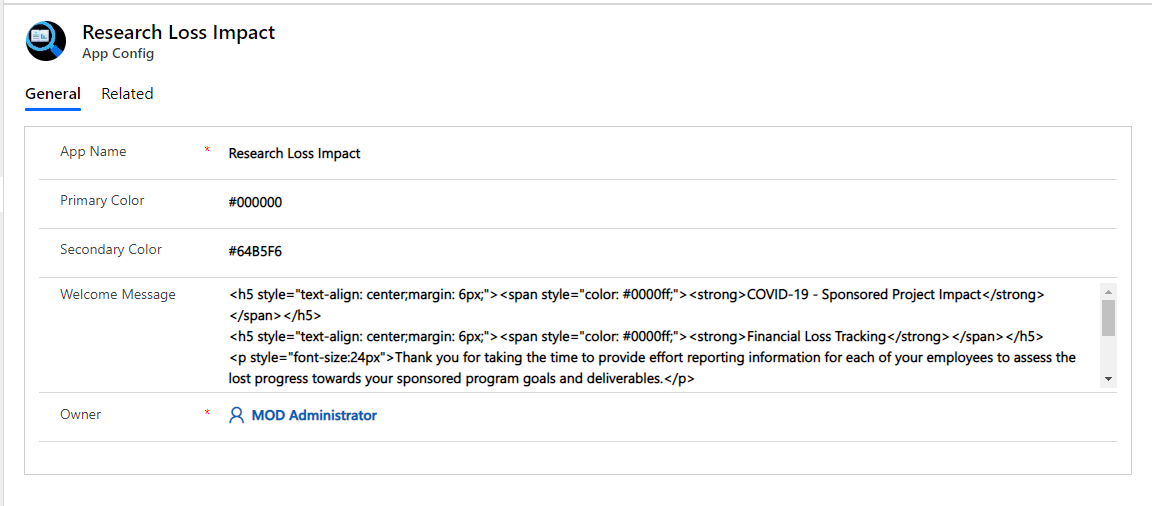 Research Loss Impact
App Config
General Related
App Name * Research Loss Impact
Primary Color #000000
Secondary Color #64B5F6
Welcome Message <h5 style="text-align: center;margin: 6px;"><span style="color: #0000ff;"><strong>COVID-19 - Sponsored Project Impact</strong>
</span></h5>
<h5 style="text-align: center;margin: 6px;"><span style="color: #0000ff;"><strong>Financial Loss Tracking</strong></span></h5>
<p style="font-size:24px">Thank you for taking the time to provide effort reporting information for each of your employees to assess the
lost progress towards your sponsored program goals and deliverables.</p>
Owner * MOD Administrator